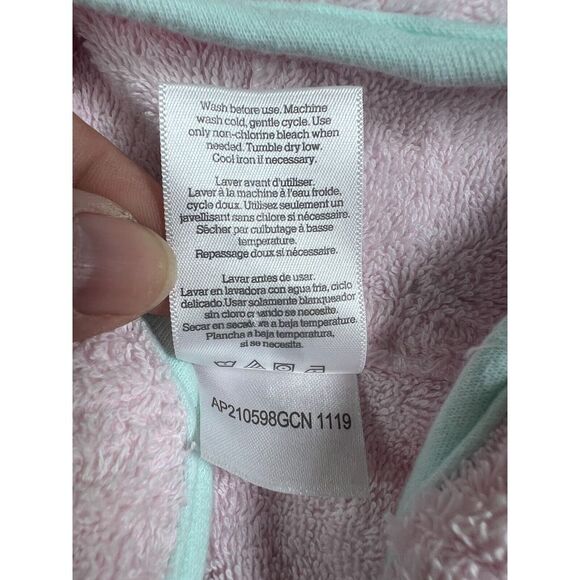 Wash before use. Machine
wash cold, gentle cycle. Use
only non-chlorine bleach when
needed. Tumble dry low.
Cool iron if necessary.
Laver avant d'utiliser.
Laver à la machine à l'eau froide,
cycle doux. Utilisez seulement un
javellisant sans chlore si nécessaire.
Sécher par culbutage à basse
temperature.
Repassage doux si nécessaire.
Lavar antes de usar.
Lavar en lavadora con agua fria, ciclo
delicado. Usar solamente blanqueador
sin cloro cuando se necesite.
Secar en a baja temperatura.
Plancha a baja temperatura,
si se necesita.
AP210598GCN 1119